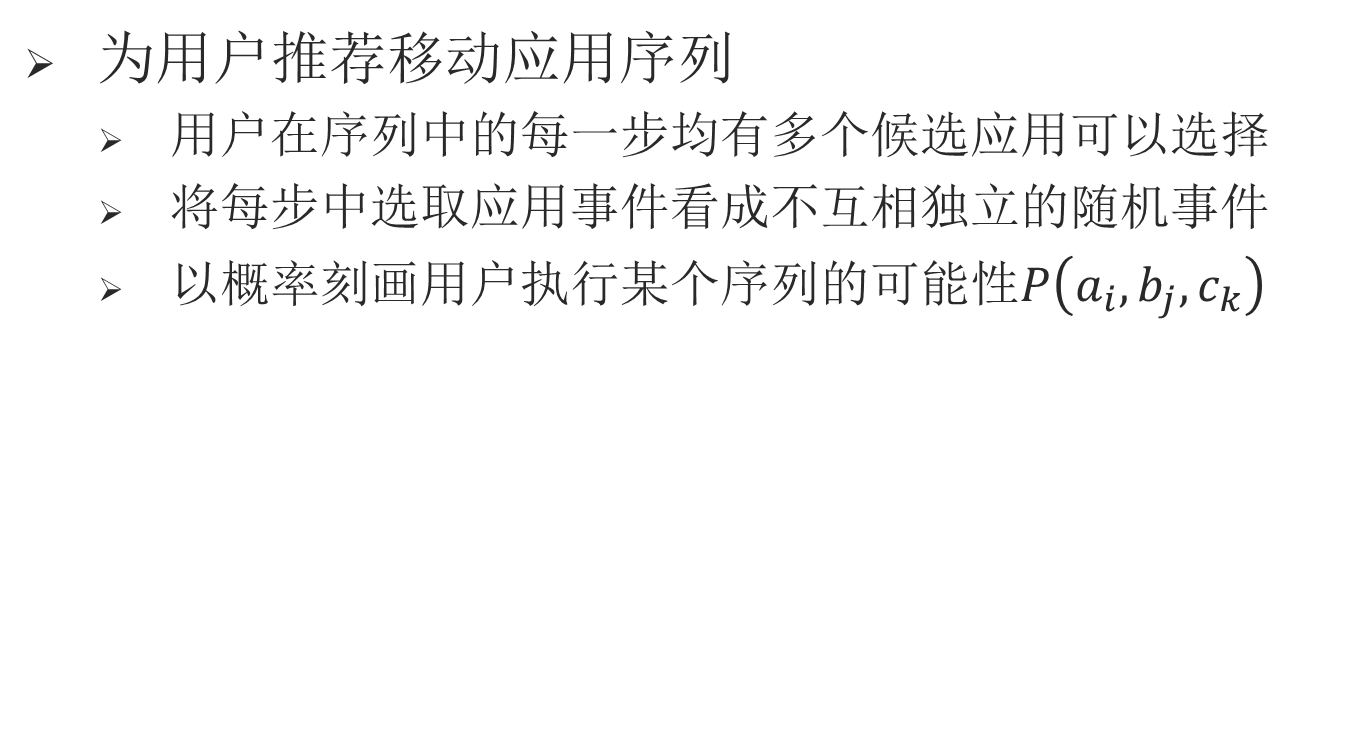 ➢ 为用户推荐移动应用序列
➢ 用户在序列中的每一步均有多个候选应用可以选择
➢ 将每步中选取应用事件看成不互相独立的随机事件
➢ 以概率刻画用户执行某个序列的可能性P(aᵢ, bⱼ, cₖ)